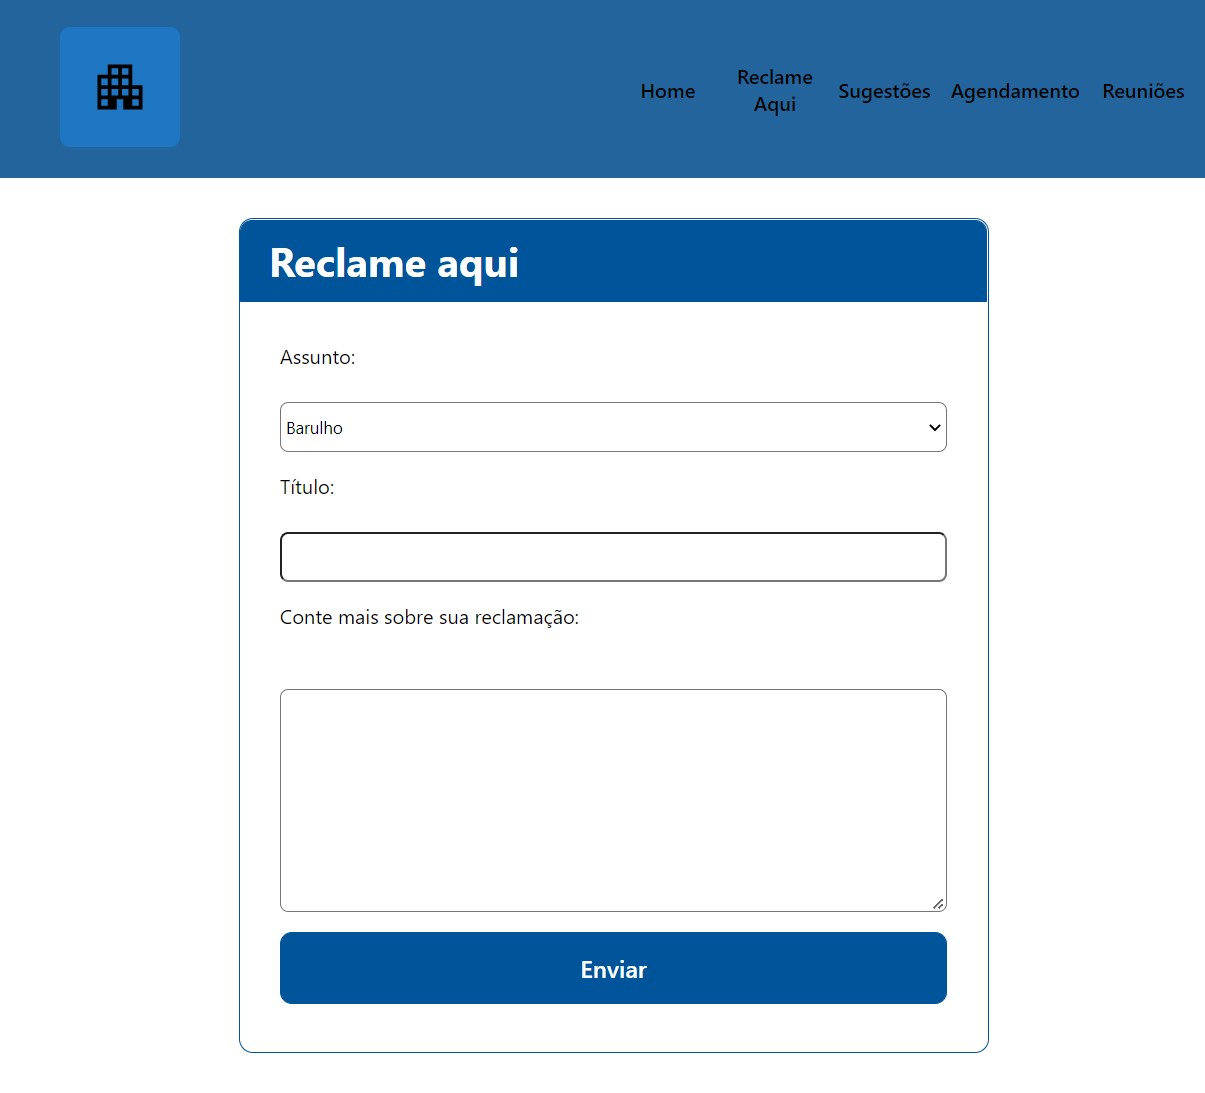 Home
Reclame
Aqui
Sugestões
Agendamento
Reuniões
Reclame aqui
Assunto:
Barulho
Título:
Conte mais sobre sua reclamação:
Enviar